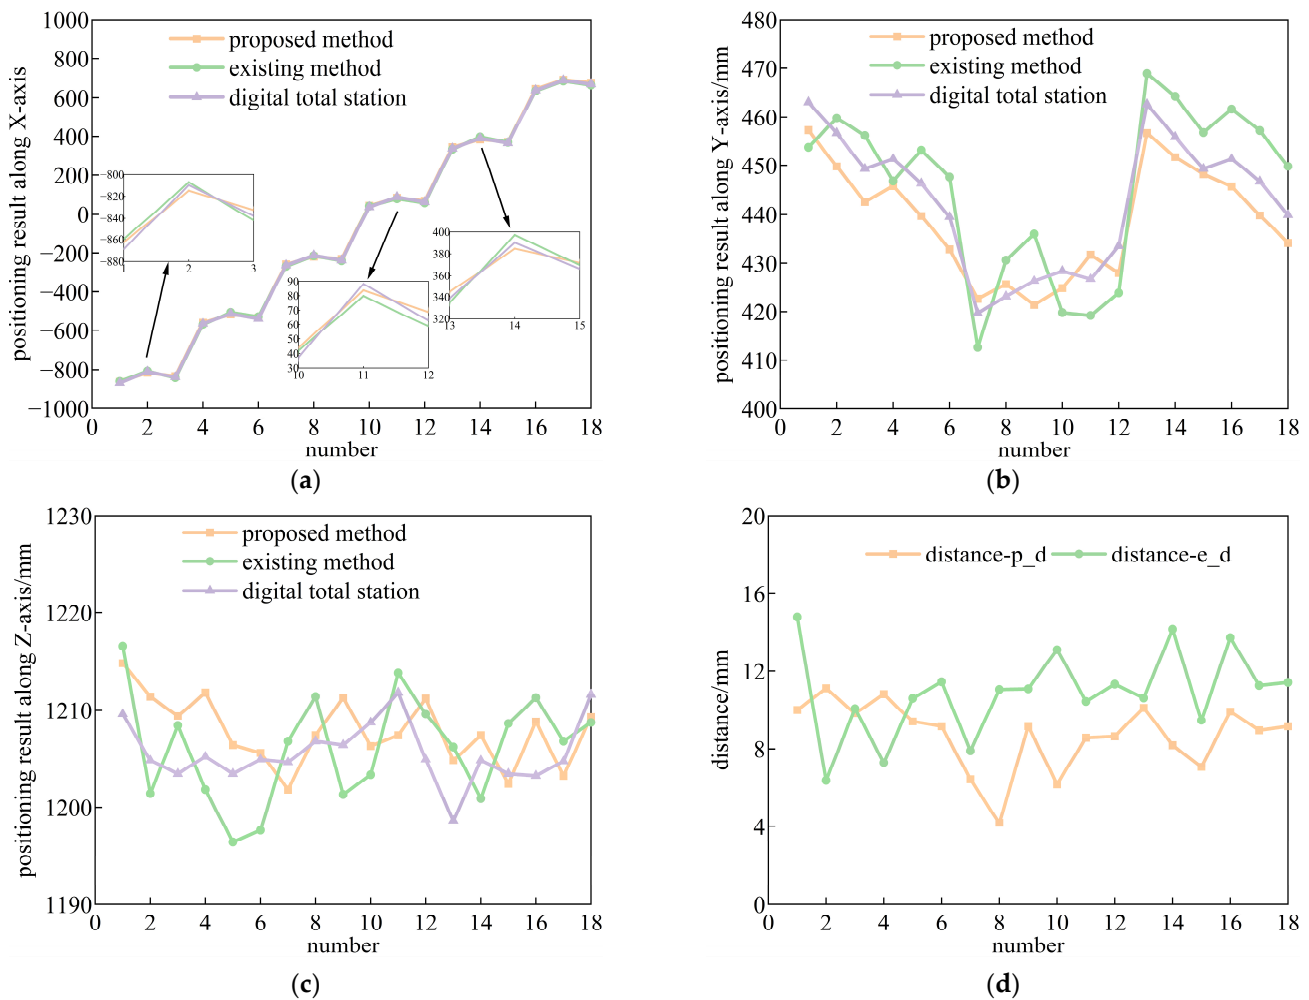 1000
800
600
400
200
0
−200
−400
−600
−800
−1000
positioning result along X-axis
proposed method
existing method
digital total station
−800
−820
−840
−860
−880
1 2 3
90
80
70
60
50
40
30
10 11 12
400
380
360
340
320
13 14 15
0 2 4 6 8 10 12 14 16 18
number
(a)
480
470
460
450
440
430
420
410
400
positioning result along Y-axis/mm
proposed method
existing method
digital total station
0 2 4 6 8 10 12 14 16 18
number
(b)
1230
1220
1210
1200
1190
positioning result along Z-axis/mm
proposed method
existing method
digital total station
0 2 4 6 8 10 12 14 16 18
number
(c)
20
16
12
8
4
0
distance/mm
distance-p_d distance-e_d
0 2 4 6 8 10 12 14 16 18
number
(d)